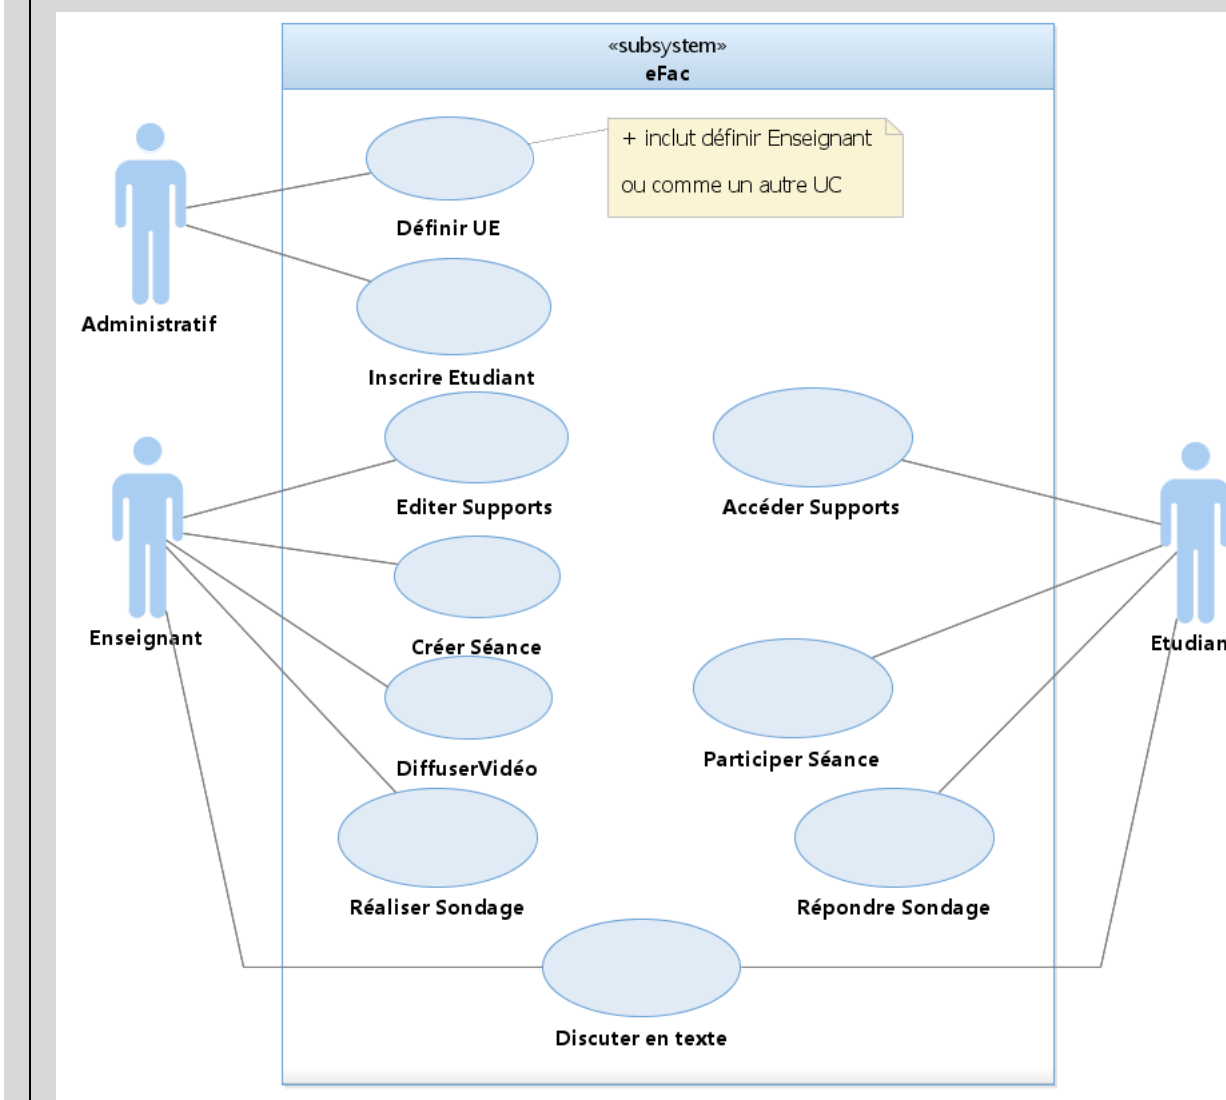 «subsystem»
eFac
+ inclut définir Enseignant
ou comme un autre UC
Définir UE
Administratif
Inscrire Etudiant
Editer Supports
Accéder Supports
Enseignant
Créer Séance
Etudian
DiffuserVidéo
Participer Séance
Réaliser Sondage
Répondre Sondage
Discuter en texte